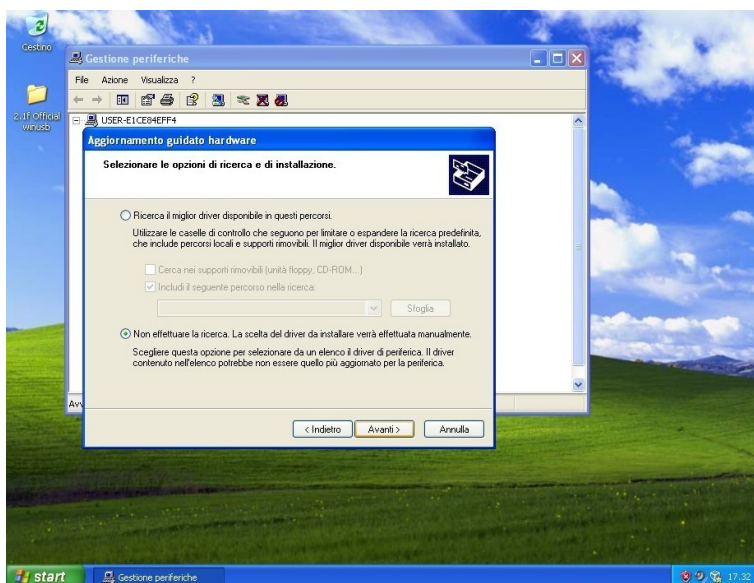 Cestino
2.1f Official
winusb
Gestione periferiche
File Azione Visualizza ?
USER-E1CE84EFF4
Aggiornamento guidato hardware
Selezionare le opzioni di ricerca e di installazione.
Ricerca il miglior driver disponibile in questi percorsi.
Utilizzare le caselle di controllo che seguono per limitare o espandere la ricerca predefinita,
che include percorsi locali e supporti rimovibili. Il miglior driver disponibile verrà installato.
Cerca nei supporti rimovibili (unità floppy, CD-ROM...)
Includi il seguente percorso nella ricerca:
Sfoglia
Non effettuare la ricerca. La scelta del driver da installare verrà effettuata manualmente.
Scegliere questa opzione per selezionare da un elenco il driver di periferica. Il driver
contenuto nell'elenco potrebbe non essere quello più aggiornato per la periferica.
Avv
< Indietro Avanti > Annulla
start Gestione periferiche 17:32